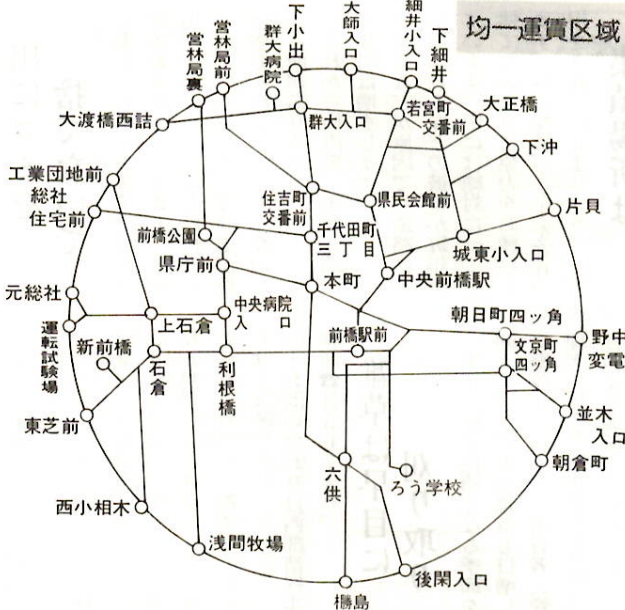 均一運賃区域
営林局裏
営林局前
群大病院
下小出
大師入口
細井小入口
下細井
大正橋
下沖
片貝
大渡橋西詰
群大入口
若宮町
交番前
工業団地前
総社
住宅前
住吉町
交番前
県民会館前
前橋公園
千代田町
三丁目
城東小入口
県庁前
本町
中央前橋駅
元総社
上石倉
中央病院
入口
朝日町四ッ角
運転試験場
新前橋
石倉
利根橋
前橋駅前
文京町
四ッ角
野中
変電
東芝前
並木
入口
朝倉町
六供
ろう学校
西小相木
浅間牧場
橳島
後閑入口